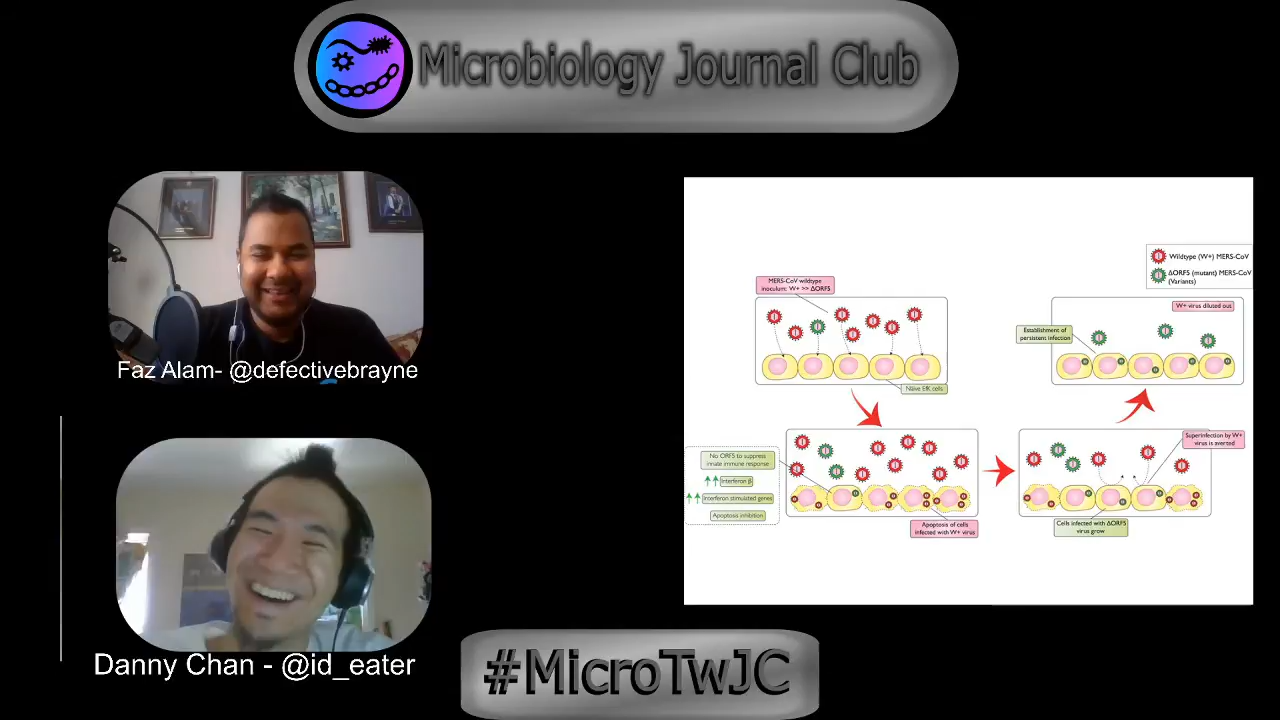 Microbiology Journal Club
Faz Alam- @defectivebrayne
Danny Chan - @id_eater
#MicroTwJC
MERS-CoV wildtype
inoculum: W+ >> ΔORF5
Naïve EfK cells
No ORF5 to suppress
innate immune response
Interferon β
Interferon stimulated genes
Apoptosis inhibition
Apoptosis of cells
infected with W+ virus
Superinfection by W+
virus is averted
Cells infected with ΔORF5
virus grow
Establishment of
persistent infection
W+ virus diluted out
Wildtype (W+) MERS-CoV
ΔORF5 (mutant) MERS-CoV
(Variants)